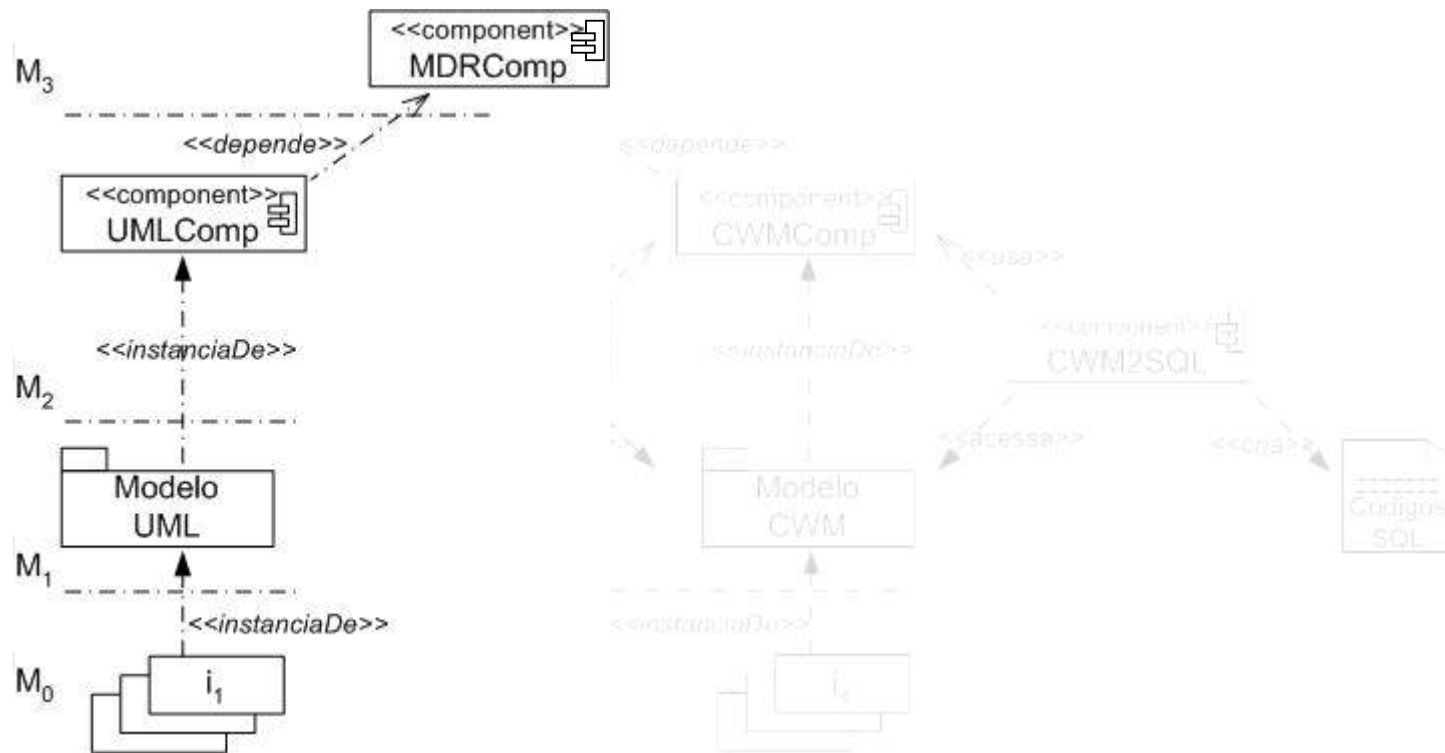 <<component>>
MDRComp
M₃
<<depende>>
<<depende>>
<<component>>
UMLComp
<<component>>
CWMComp
<<usa>>
<<instanciaDe>>
<<instanciaDe>>
<<component>>
CWM2SQL
M₂
<<acessa>>
<<cria>>
Modelo
UML
Modelo
CWM
Códigos
SQL
M₁
<<instanciaDe>>
<<instanciaDe>>
M₀
i₁
i₁